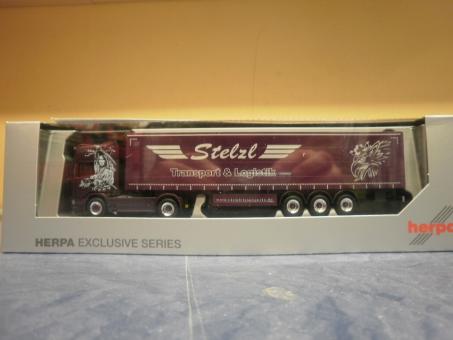 Stelzl
Transport & Logistik
HERPA EXCLUSIVE SERIES
herpa